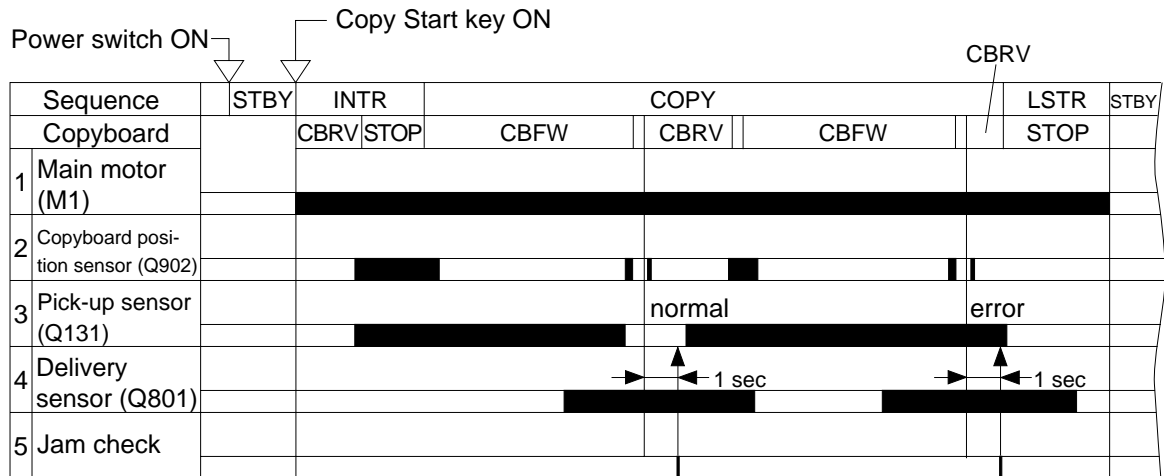 Copy Start key ON
Power switch ON
CBRV
Sequence STBY INTR COPY LSTR STBY
Copyboard CBRV STOP CBFW CBRV CBFW STOP
1 Main motor
(M1)
2 Copyboard posi-
tion sensor (Q902)
3 Pick-up sensor normal error
(Q131)
4 Delivery 1 sec 1 sec
sensor (Q801)
5 Jam check